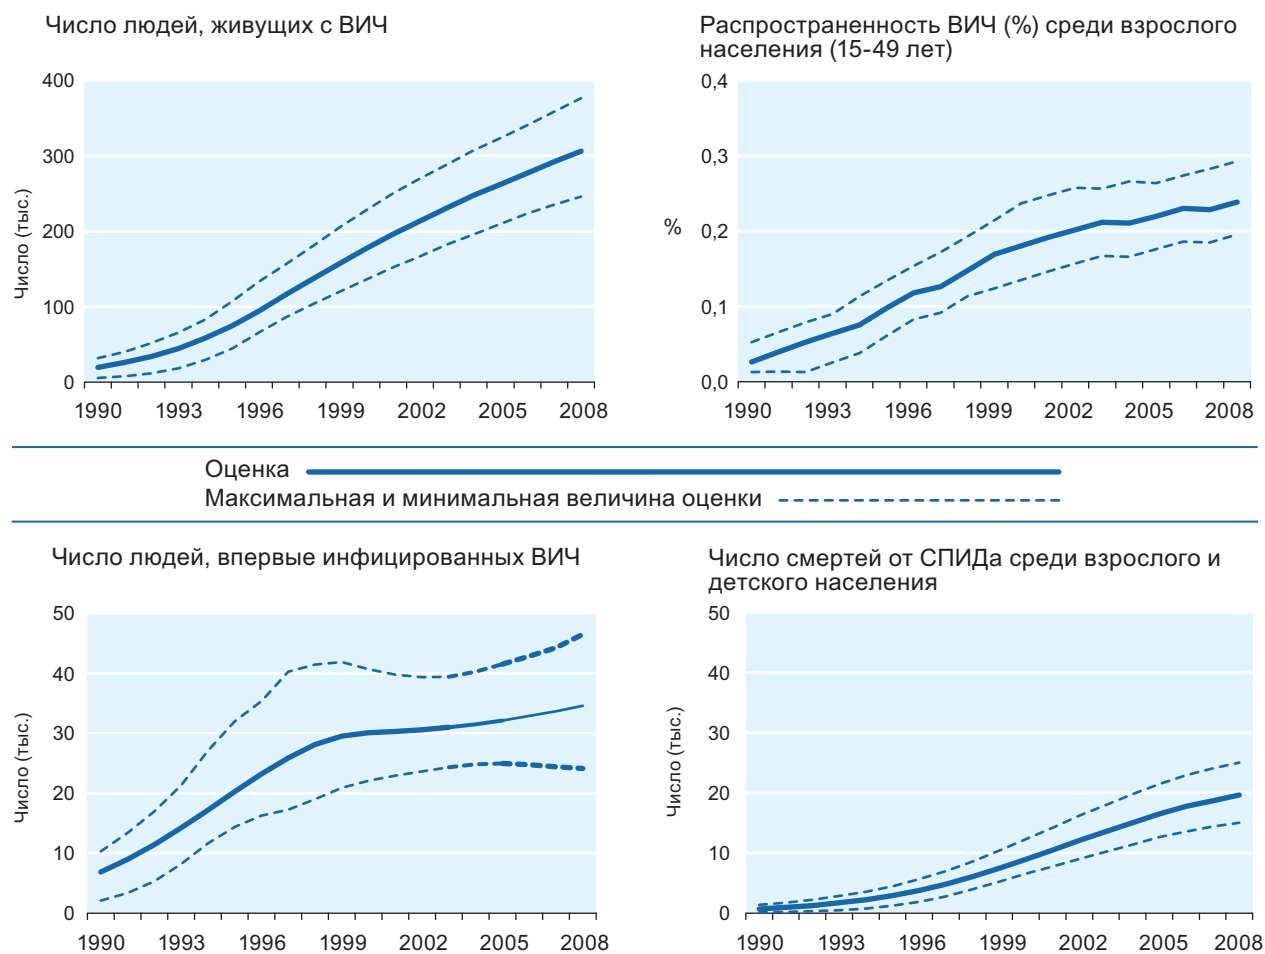 Число людей, живущих с ВИЧ
400
300
200
100
0
Число (тыс.)
1990 1993 1996 1999 2002 2005 2008
Распространенность ВИЧ (%) среди взрослого
населения (15-49 лет)
0,4
0,3
0,2
0,1
0,0
%
1990 1993 1996 1999 2002 2005 2008
Оценка
Максимальная и минимальная величина оценки
Число людей, впервые инфицированных ВИЧ
50
40
30
20
10
0
Число (тыс.)
1990 1993 1996 1999 2002 2005 2008
Число смертей от СПИДа среди взрослого и
детского населения
50
40
30
20
10
0
Число (тыс.)
1990 1993 1996 1999 2002 2005 2008